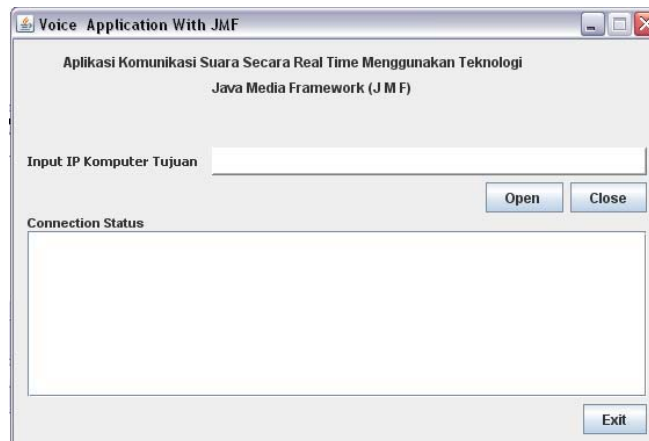 Voice Application With JMF
Aplikasi Komunikasi Suara Secara Real Time Menggunakan Teknologi
Java Media Framework (J M F)
Input IP Komputer Tujuan
Open Close
Connection Status
Exit